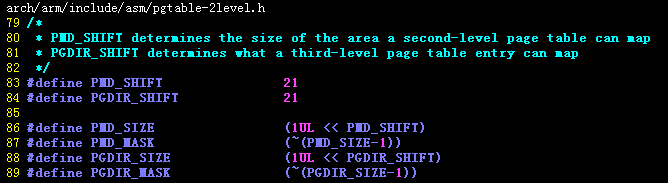 arch/arm/include/asm/pgtable-2level.h
79 /*
80  * PMD_SHIFT determines the size of the area a second-level page table can map
81  * PGDIR_SHIFT determines what a third-level page table entry can map
82  */
83 #define PMD_SHIFT               21
84 #define PGDIR_SHIFT             21
85
86 #define PMD_SIZE                (1UL << PMD_SHIFT)
87 #define PMD_MASK                (~(PMD_SIZE-1))
88 #define PGDIR_SIZE              (1UL << PGDIR_SHIFT)
89 #define PGDIR_MASK              (~(PGDIR_SIZE-1))